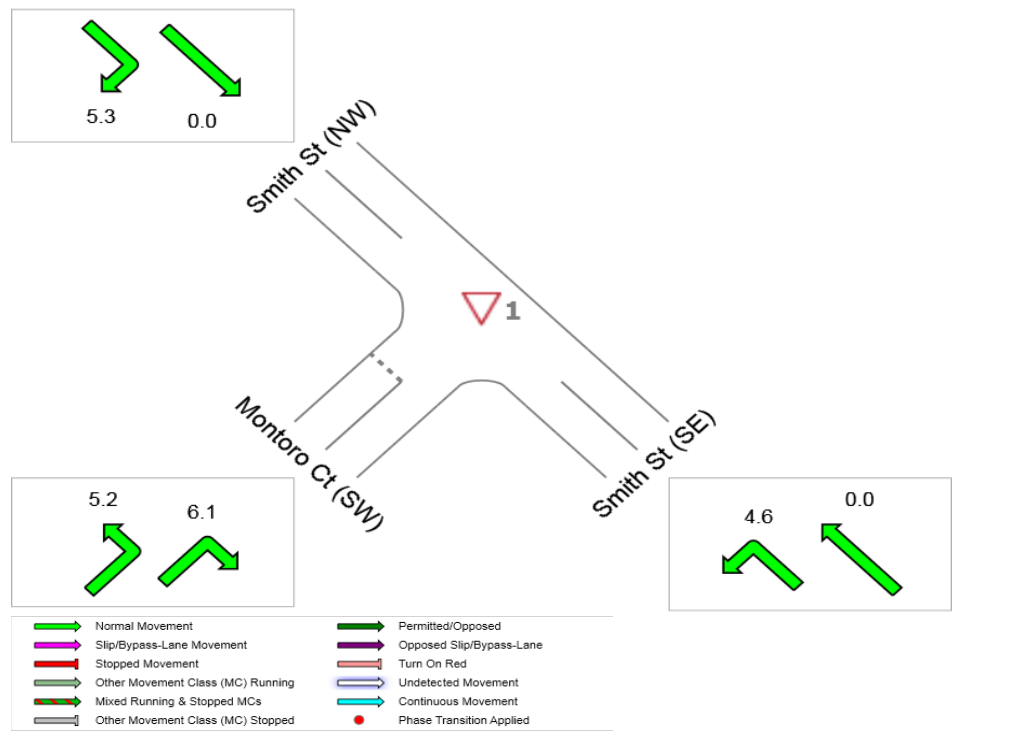 5.3
0.0
Smith St (NW)
1
Montoro Ct (SW)
Smith St (SE)
5.2
6.1
4.6
0.0
Normal Movement
Permitted/Opposed
Slip/Bypass-Lane Movement
Opposed Slip/Bypass-Lane
Stopped Movement
Turn On Red
Other Movement Class (MC) Running
Undetected Movement
Mixed Running & Stopped MCs
Continuous Movement
Other Movement Class (MC) Stopped
Phase Transition Applied